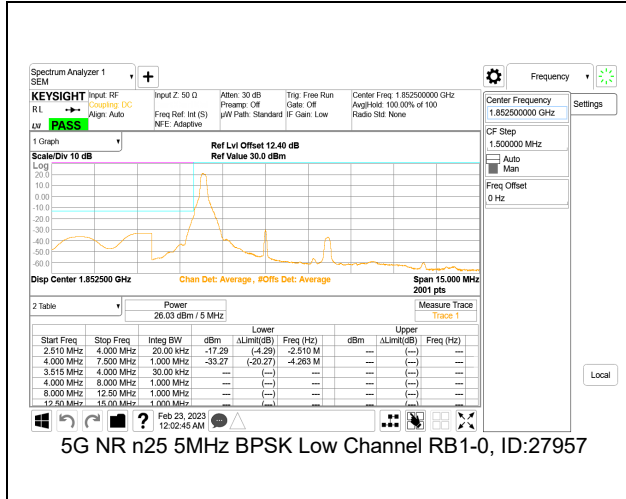 Spectrum Analyzer 1
SEM
Frequency
KEYSIGHT
Input: RF
Coupling: DC
Align: Auto
Input Z: 50 Ω
Freq Ref: Int (S)
NFE: Adaptive
Atten: 30 dB
Preamp: Off
µW Path: Standard
Trig: Free Run
Gate: Off
IF Gain: Low
Center Freq: 1.852500000 GHz
Avg|Hold: 100.00% of 100
Radio Std: None
RL
PASS
Center Frequency
1.852500000 GHz
Settings
CF Step
1.500000 MHz
Auto
Man
Freq Offset
0 Hz
1 Graph
Scale/Div 10 dB
Ref Lvl Offset 12.40 dB
Ref Value 30.0 dBm
Log
20.0
10.0
0.00
-10.0
-20.0
-30.0
-40.0
-50.0
-60.0
Disp Center 1.852500 GHz
Chan Det: Average, #Offs Det: Average
Span 15.000 MHz
2001 pts
2 Table
Power
26.03 dBm / 5 MHz
Measure Trace
Trace 1
Lower Upper
Start Freq Stop Freq Integ BW dBm ΔLimit(dB) Freq (Hz) dBm ΔLimit(dB) Freq (Hz)
2.510 MHz 4.000 MHz 20.00 kHz -17.29 (-4.29) -2.510 M --- (---) ---
4.000 MHz 7.500 MHz 1.000 MHz -33.27 (-20.27) -4.263 M --- (---) ---
3.515 MHz 4.000 MHz 30.00 kHz --- (---) --- --- (---) ---
4.000 MHz 8.000 MHz 1.000 MHz --- (---) --- --- (---) ---
8.000 MHz 12.50 MHz 1.000 MHz --- (---) --- --- (---) ---
12.50 MHz 15.00 MHz 1.000 MHz --- (---) --- --- (---) ---
Local
Feb 23, 2023
12:02:45 AM
5G NR n25 5MHz BPSK Low Channel RB1-0, ID:27957